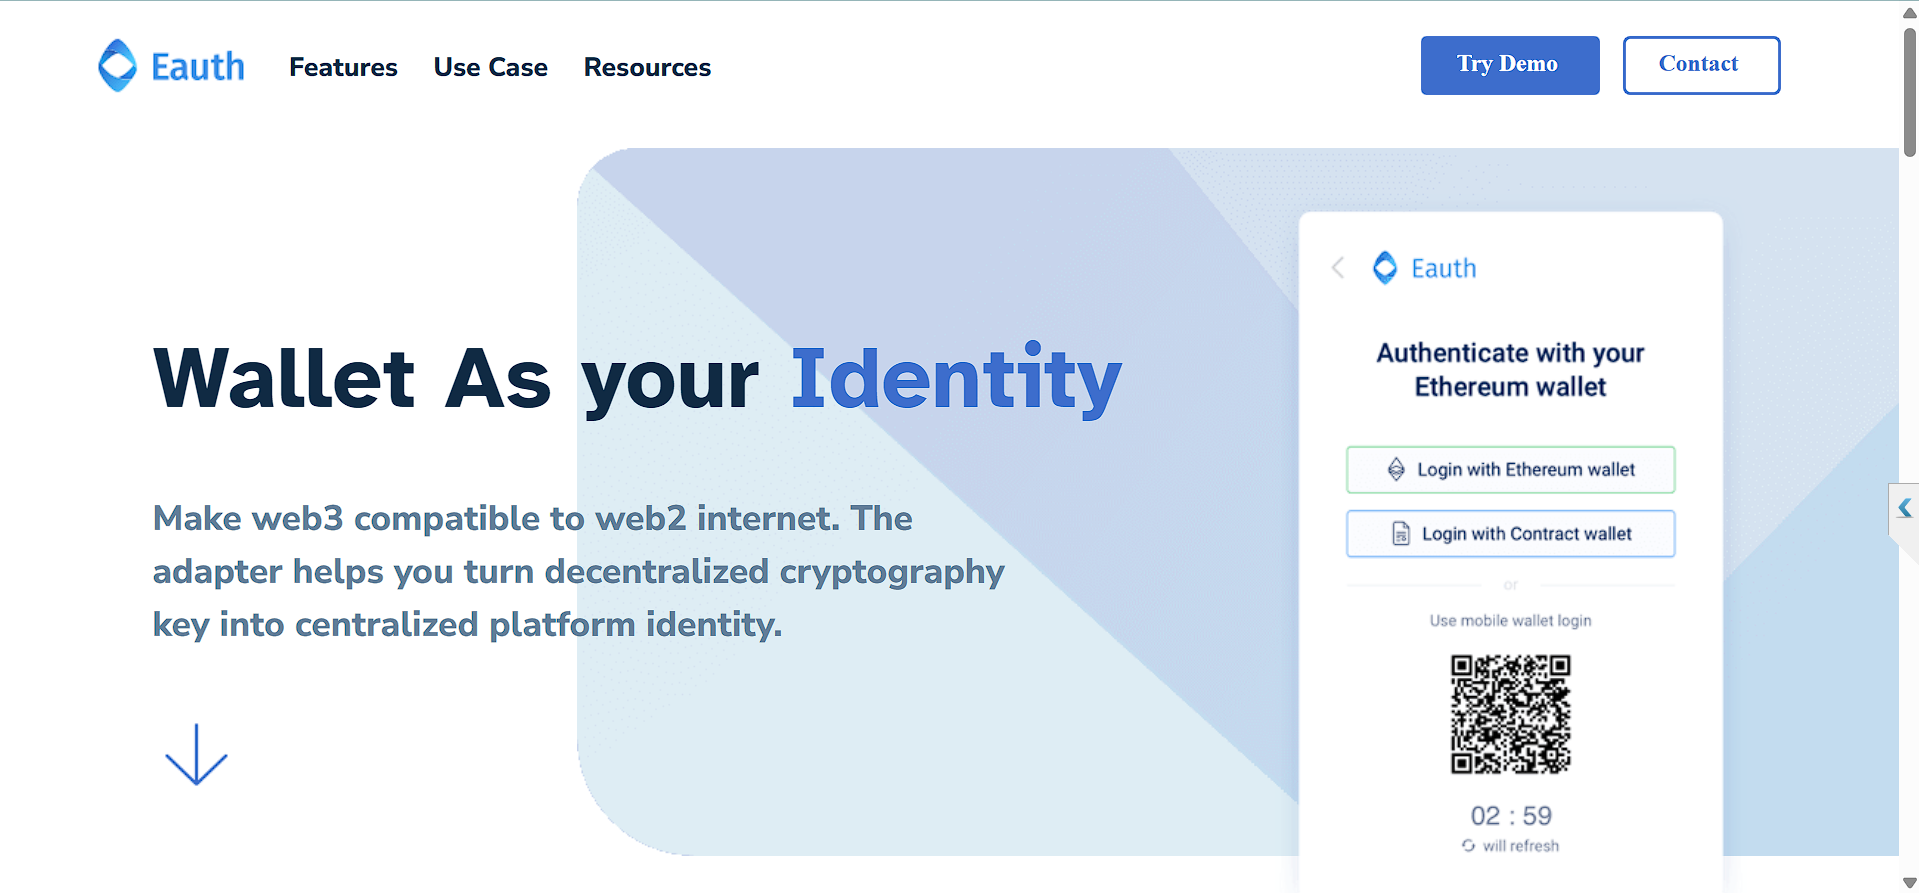 Eauth
Features
Use Case
Resources
Try Demo
Contact
Wallet As your Identity
Make web3 compatible to web2 internet. The
adapter helps you turn decentralized cryptography
key into centralized platform identity.
Eauth
Authenticate with your
Ethereum wallet
Login with Ethereum wallet
Login with Contract wallet
or
Use mobile wallet login
02 : 59
will refresh